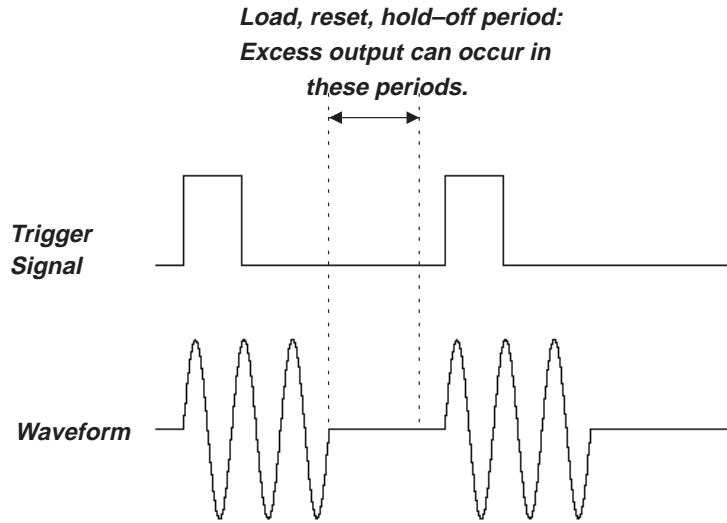 Load, reset, hold–off period:
Excess output can occur in
these periods.
Trigger
Signal
Waveform